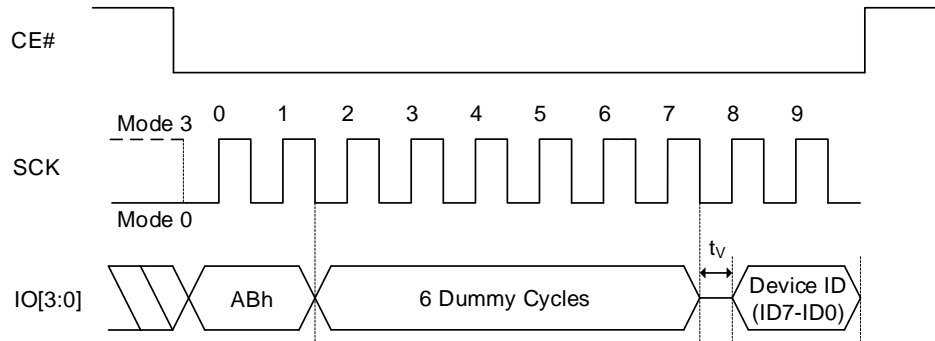 CE#
0 1 2 3 4 5 6 7 8 9
Mode 3
SCK
Mode 0
tV
IO[3:0]
ABh
6 Dummy Cycles
Device ID
(ID7-ID0)